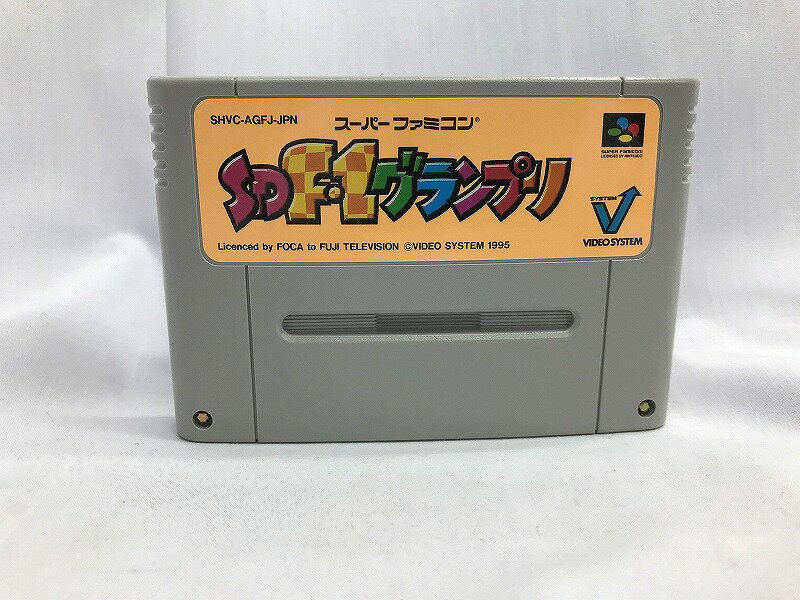 SHVC-AGFJ-JPN
スーパーファミコン®
SUPER FAMICOM
LICENSED BY NINTENDO
SD F-1グランプリ
SYSTEM
V
VIDEO SYSTEM
Licenced by FOCA to FUJI TELEVISION ©VIDEO SYSTEM 1995